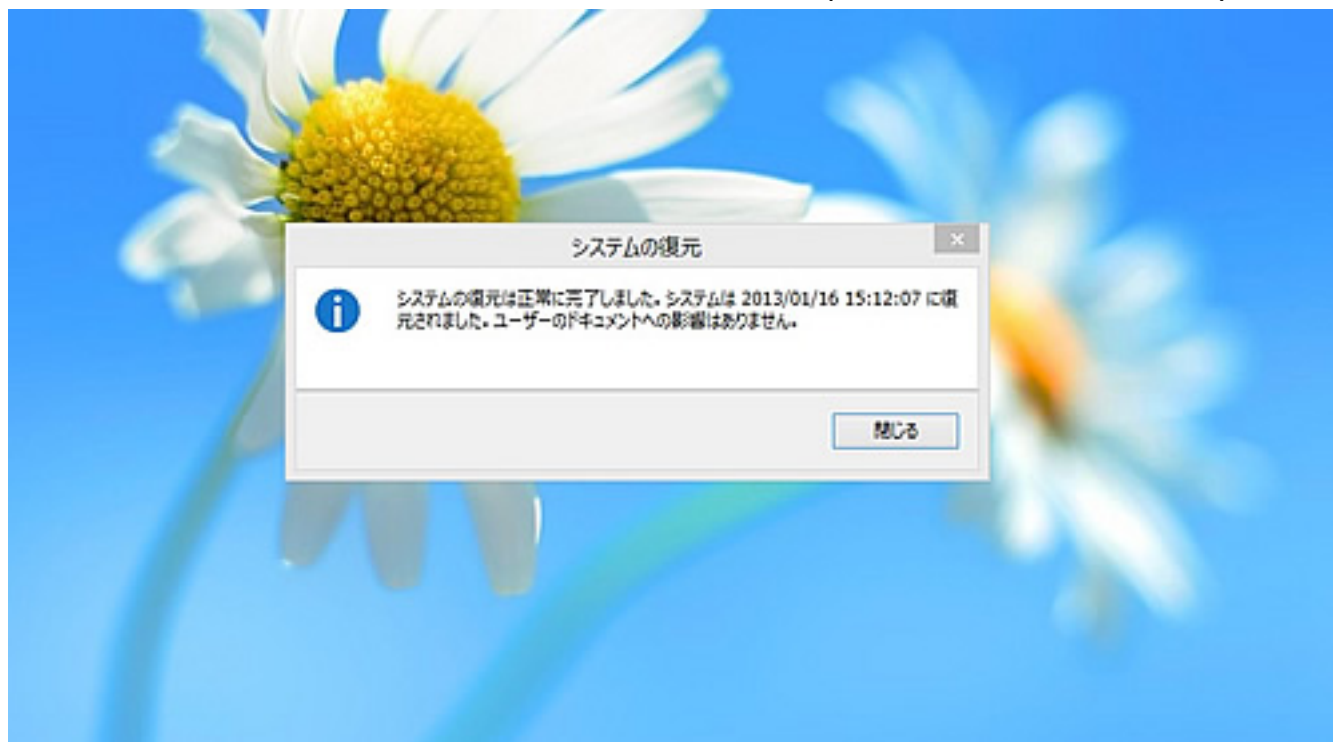 システムの復元
システムの復元は正常に完了しました。システムは 2013/01/16 15:12:07 に復
元されました。ユーザーのドキュメントへの影響はありません。
閉じる